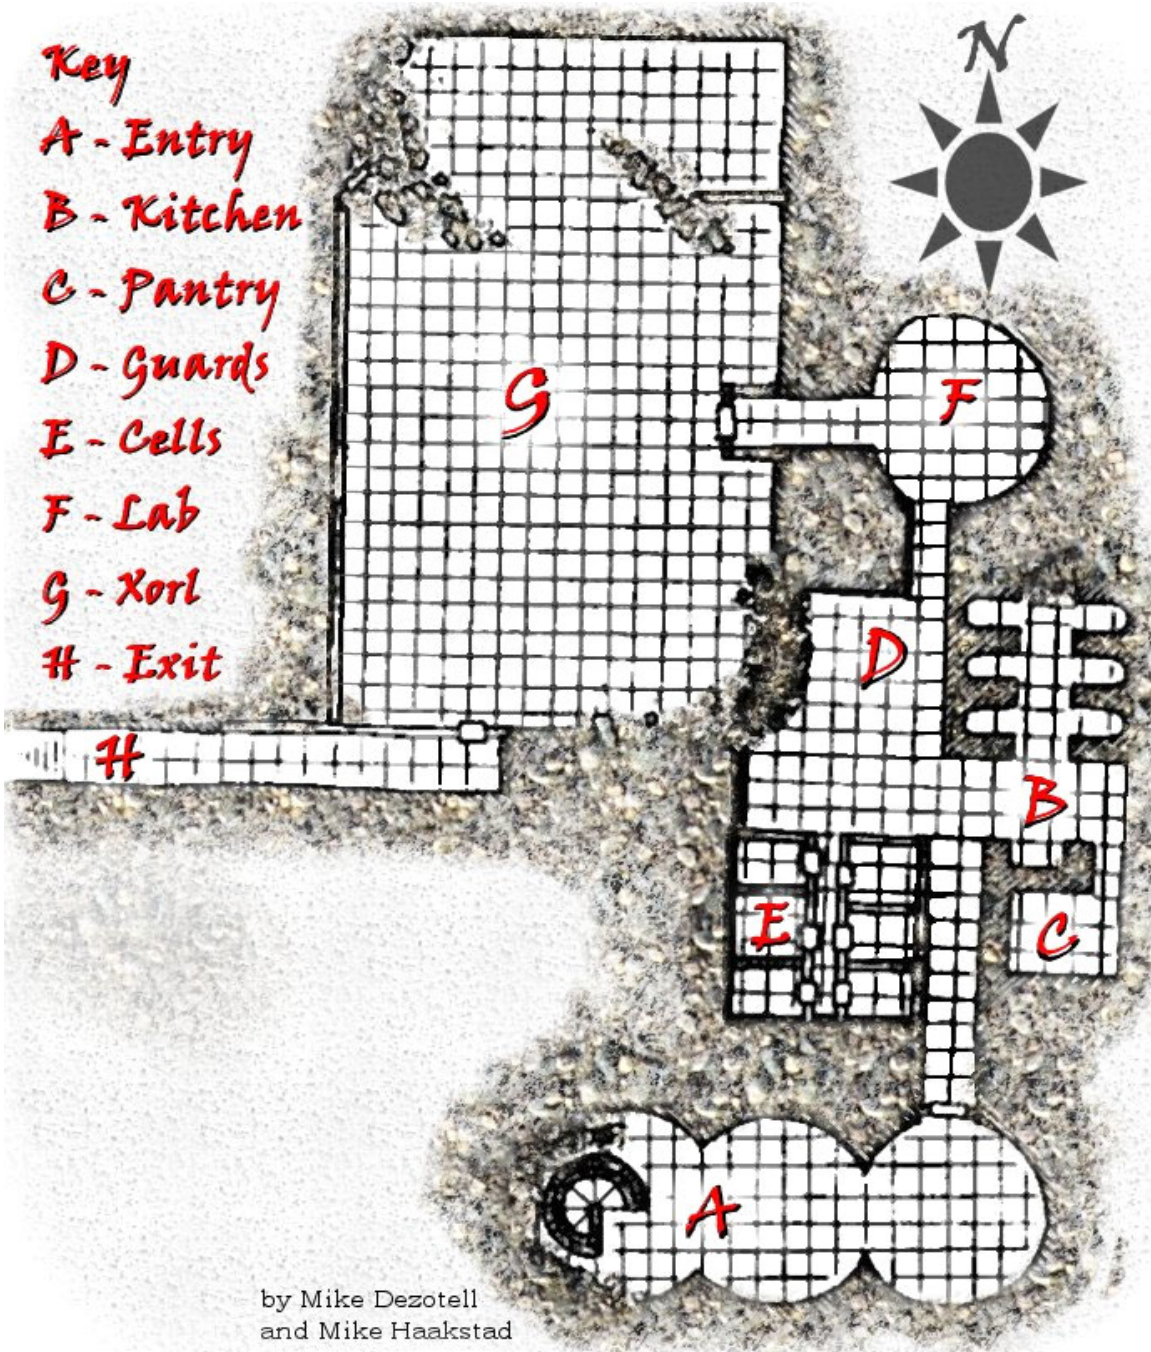 Key
A - Entry
B - Kitchen
C - Pantry
D - Guards
E - Cells
F - Lab
G - Xorl
H - Exit
N
G
F
D
H
B
E
C
A
by Mike Dezotell
and Mike Haakstad